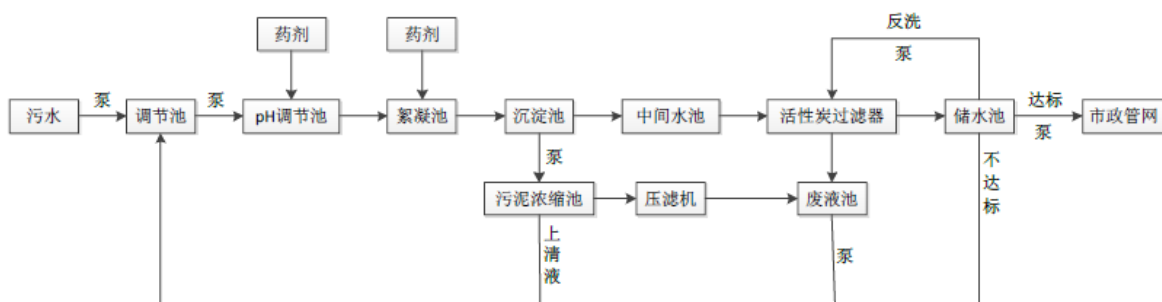 反洗
药剂
药剂
泵
泵
泵
达标
污水
调节池
pH调节池
絮凝池
沉淀池
中间水池
活性炭过滤器
储水池
泵
市政管网
泵
不达标
污泥浓缩池
压滤机
废液池
上清液
泵